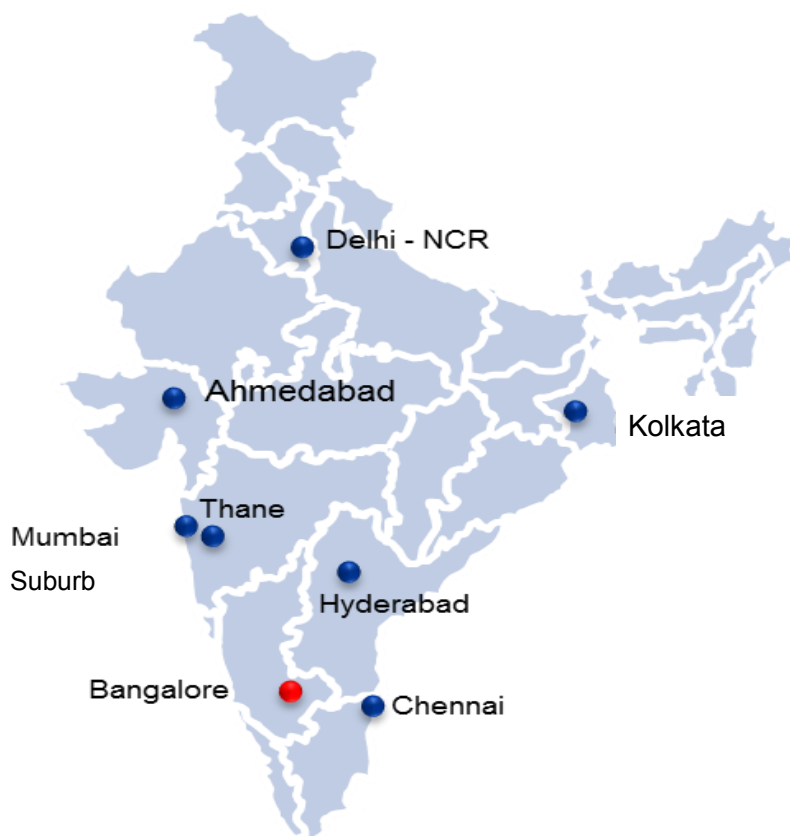 Delhi - NCR
Ahmedabad
Kolkata
Thane
Mumbai
Suburb
Hyderabad
Bangalore
Chennai